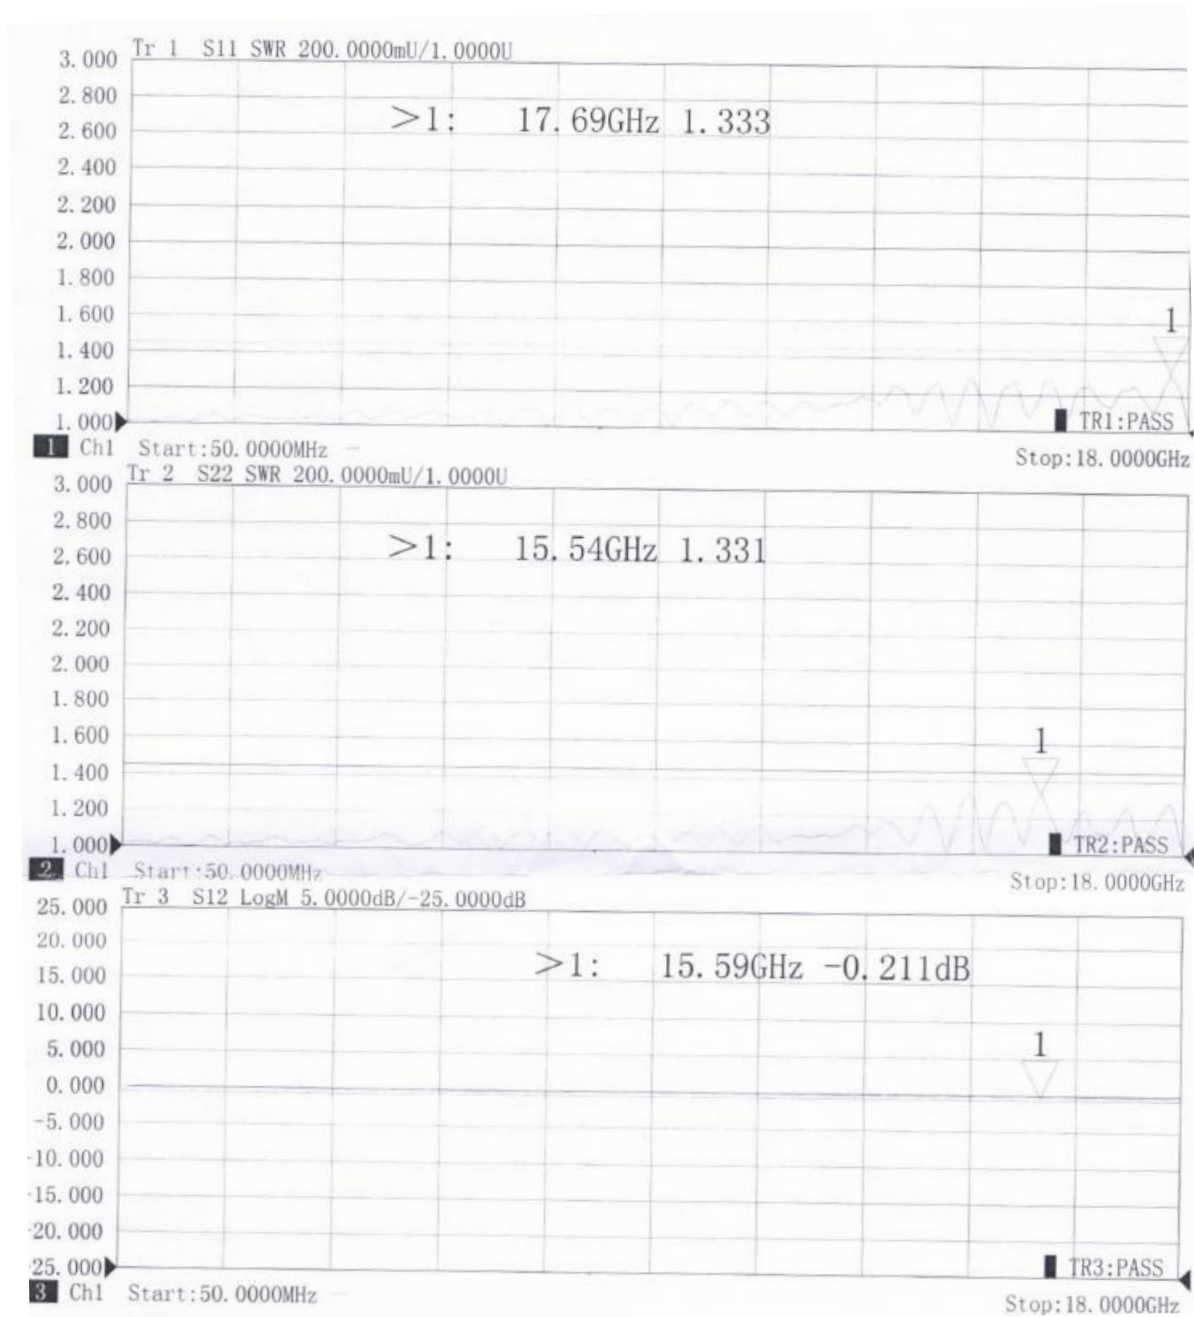 Tr 1 S11 SWR 200.0000mU/1.0000U
3.000
2.800
>1: 17.69GHz 1.333
2.600
2.400
2.200
2.000
1.800
1.600
1
1.400
1.200
1.000
TR1:PASS
1 Ch1 Start:50.0000MHz
Stop:18.0000GHz
Tr 2 S22 SWR 200.0000mU/1.0000U
3.000
2.800
>1: 15.54GHz 1.331
2.600
2.400
2.200
2.000
1.800
1.600
1
1.400
1.200
1.000
TR2:PASS
2 Ch1 Start:50.0000MHz
Stop:18.0000GHz
Tr 3 S12 LogM 5.0000dB/-25.0000dB
25.000
20.000
>1: 15.59GHz -0.211dB
15.000
10.000
5.000
1
0.000
-5.000
-10.000
-15.000
-20.000
-25.000
TR3:PASS
3 Ch1 Start:50.0000MHz
Stop:18.0000GHz